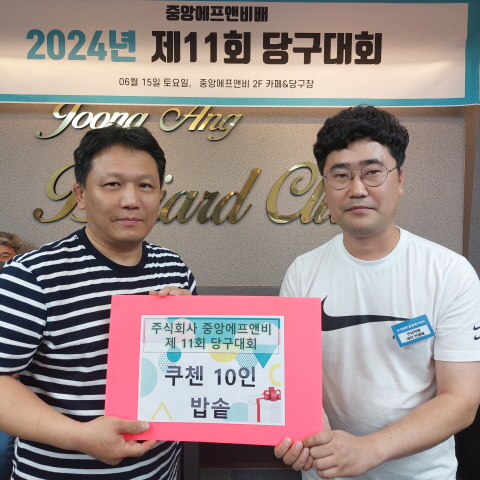 중앙에프앤비배
2024년 제11회 당구대회
06월 15일 토요일, 중앙에프앤비 2F 카페&당구장
Joong Ang
Billiard Club
주식회사 중앙에프앤비
제 11회 당구대회
쿠첸 10인
밥솥